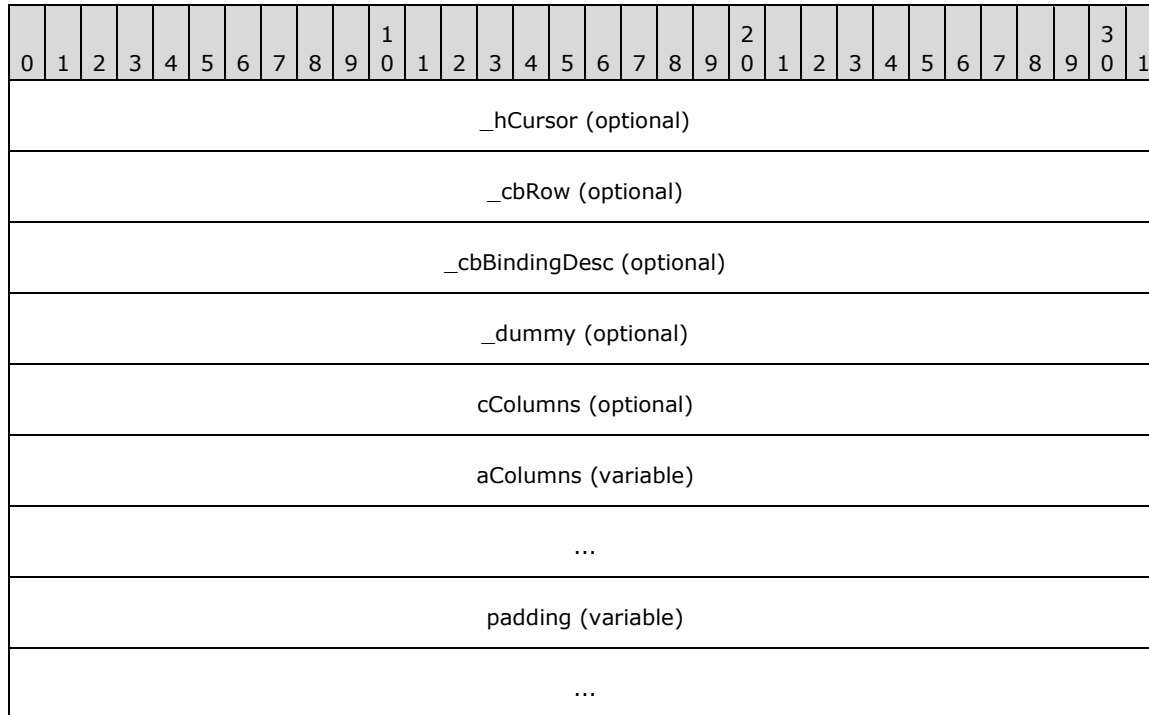 1 2 3
0 1 2 3 4 5 6 7 8 9 0 1 2 3 4 5 6 7 8 9 0 1 2 3 4 5 6 7 8 9 0 1
_hCursor (optional)
_cbRow (optional)
_cbBindingDesc (optional)
_dummy (optional)
cColumns (optional)
aColumns (variable)
...
padding (variable)
...